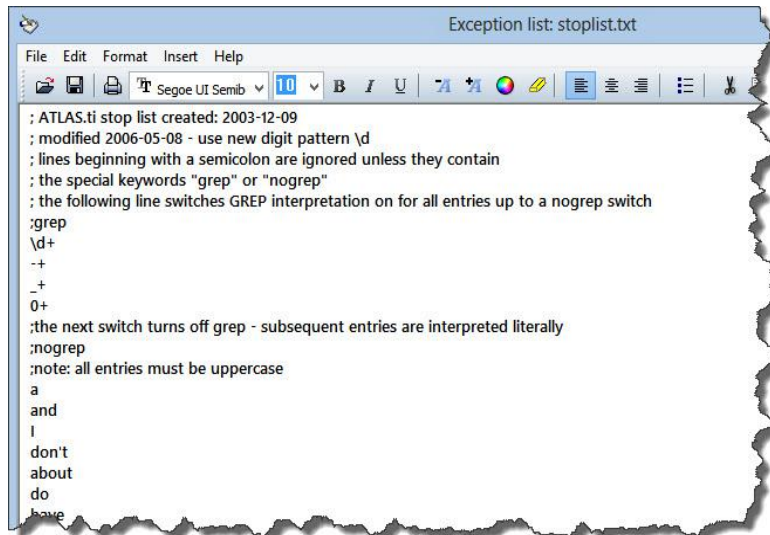 Exception list: stoplist.txt
File Edit Format Insert Help
Segoe UI Semib 10 B I U
; ATLAS.ti stop list created: 2003-12-09
; modified 2006-05-08 - use new digit pattern \d
; lines beginning with a semicolon are ignored unless they contain
; the special keywords "grep" or "nogrep"
; the following line switches GREP interpretation on for all entries up to a nogrep switch
;grep
\d+
-+
_+
0+
;the next switch turns off grep - subsequent entries are interpreted literally
;nogrep
;note: all entries must be uppercase
a
and
I
don't
about
do
have